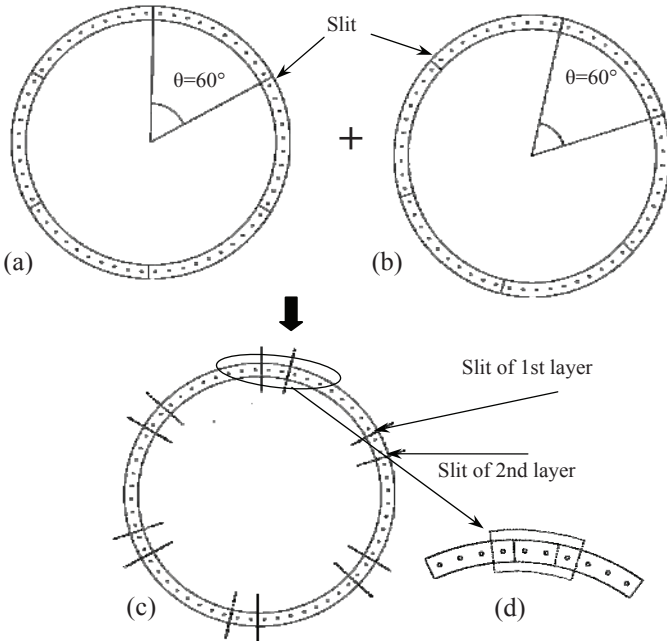 Slit
θ=60°
θ=60°
+
(a)
(b)
Slit of 1st layer
Slit of 2nd layer
(c)
(d)